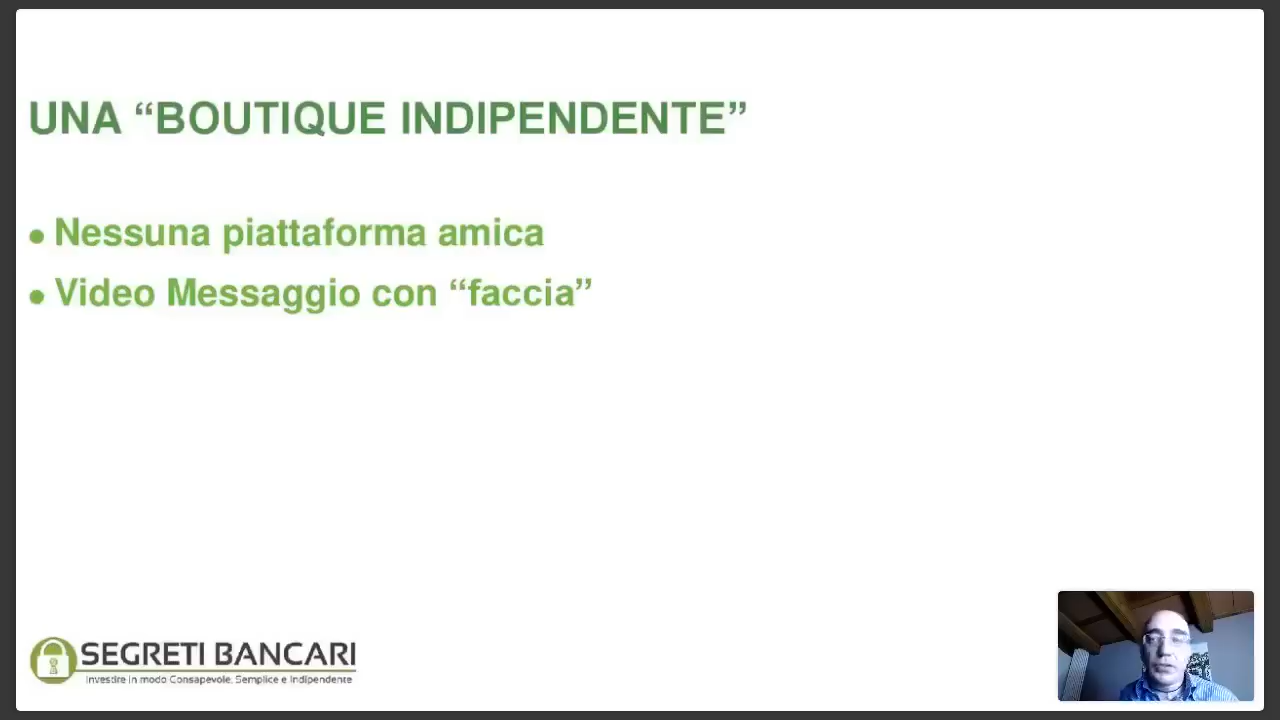 UNA “BOUTIQUE INDIPENDENTE”
● Nessuna piattaforma amica
● Video Messaggio con “faccia”
SEGRETI BANCARI
Investire in modo Consapevole, Semplice e Indipendente